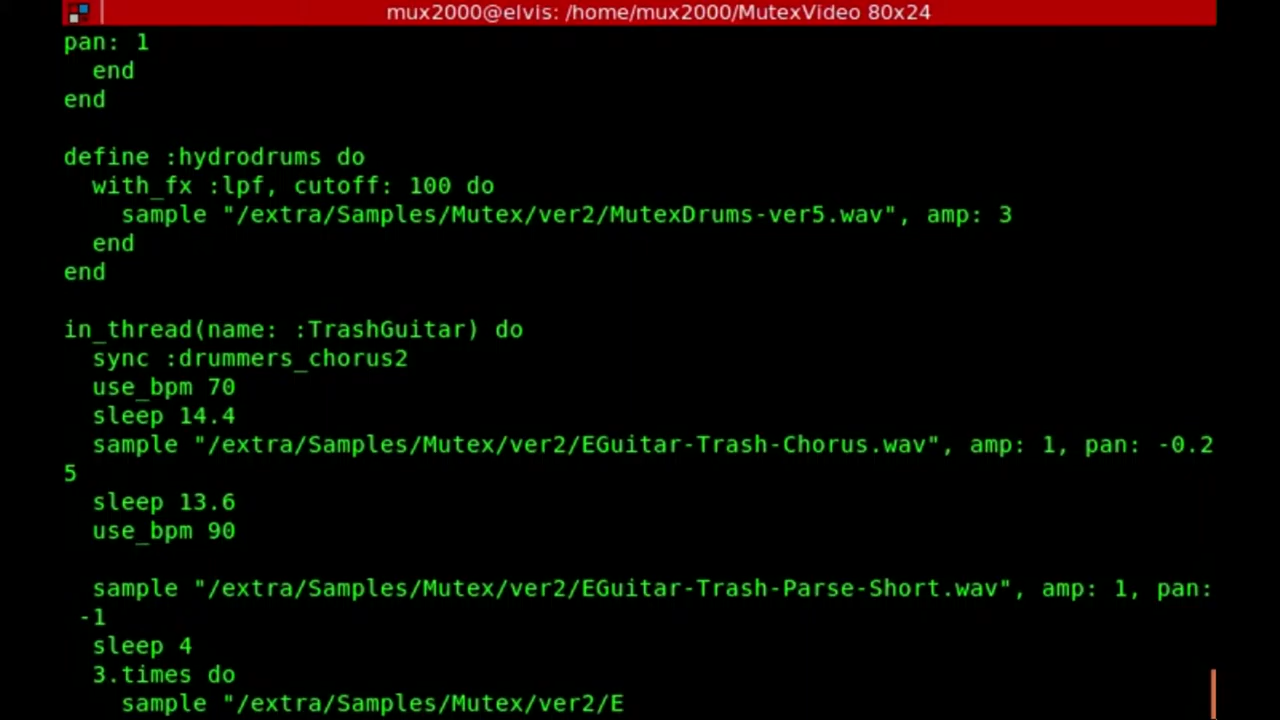 mux2000@elvis: /home/mux2000/MutexVideo 80x24
pan: 1
  end
end

define :hydrodrums do
  with_fx :lpf, cutoff: 100 do
    sample "/extra/Samples/Mutex/ver2/MutexDrums-ver5.wav", amp: 3
  end
end

in_thread(name: :TrashGuitar) do
  sync :drummers_chorus2
  use_bpm 70
  sleep 14.4
  sample "/extra/Samples/Mutex/ver2/EGuitar-Trash-Chorus.wav", amp: 1, pan: -0.2
5
  sleep 13.6
  use_bpm 90

  sample "/extra/Samples/Mutex/ver2/EGuitar-Trash-Parse-Short.wav", amp: 1, pan:
 -1
  sleep 4
  3.times do
    sample "/extra/Samples/Mutex/ver2/E